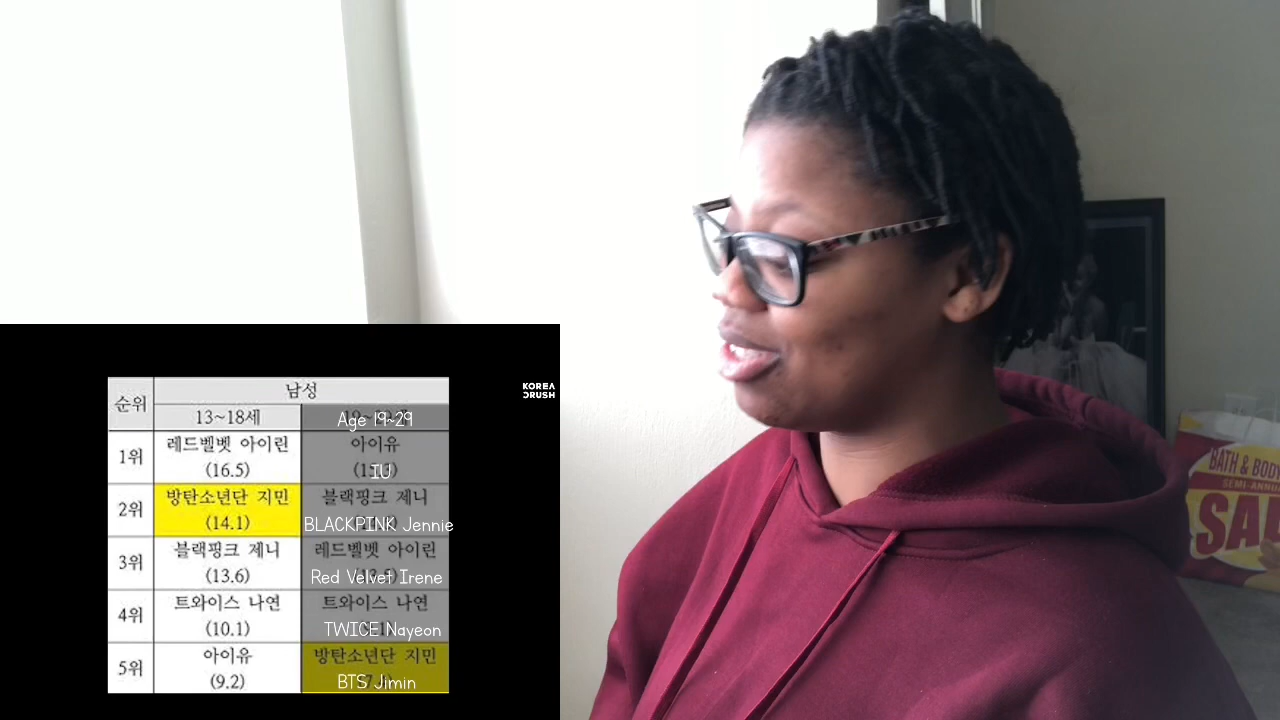 KOREA
CRUSH
순위
남성
13~18세
Age 19~29
1위
레드벨벳 아이린
(16.5)
아이유
IU
2위
방탄소년단 지민
(14.1)
블랙핑크 제니
BLACKPINK Jennie
3위
블랙핑크 제니
(13.6)
레드벨벳 아이린
Red Velvet Irene
4위
트와이스 나연
(10.1)
트와이스 나연
TWICE Nayeon
5위
아이유
(9.2)
방탄소년단 지민
BTS Jimin
BATH & BODY
SEMI-ANNU
SAL